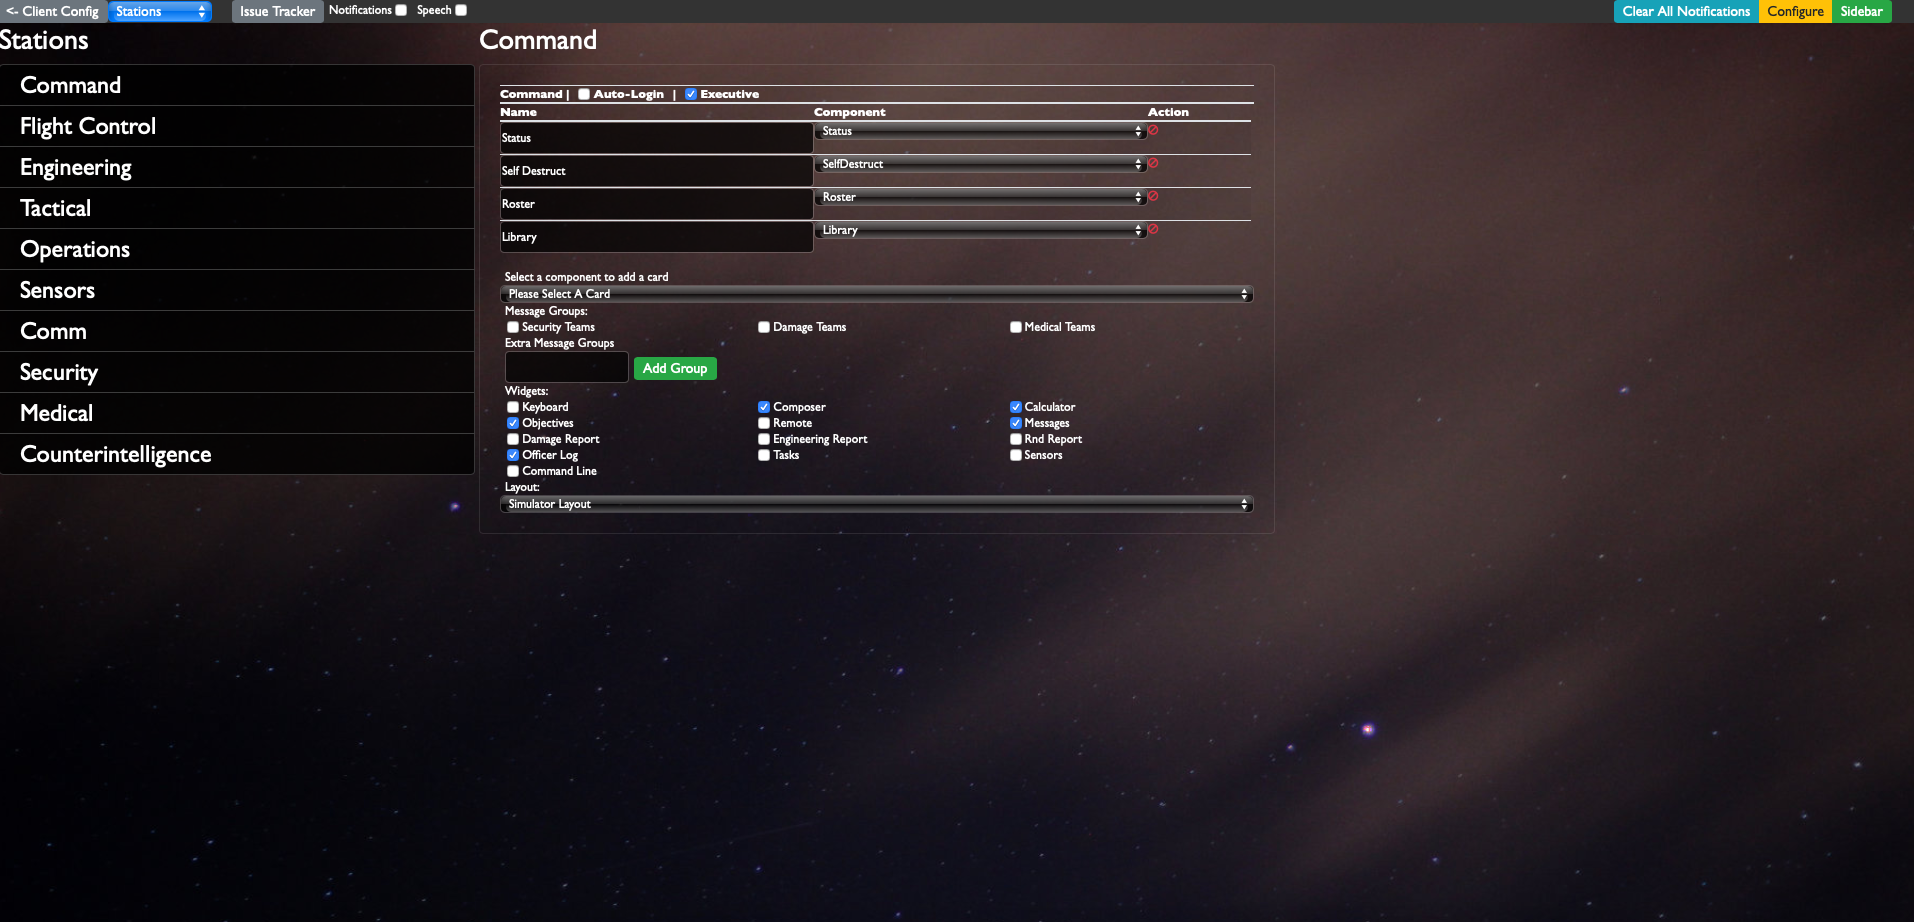 <- Client Config Stations Issue Tracker Notifications Speech Clear All Notifications Configure Sidebar
Stations
Command
Flight Control
Engineering
Tactical
Operations
Sensors
Comm
Security
Medical
Counterintelligence
Command
Command | Auto-Login | Executive
Name Component Action
Status Status
Self Destruct SelfDestruct
Roster Roster
Library Library
Select a component to add a card
Please Select A Card
Message Groups:
Security Teams Damage Teams Medical Teams
Extra Message Groups
Add Group
Widgets:
Keyboard Composer Calculator
Objectives Remote Messages
Damage Report Engineering Report Rnd Report
Officer Log Tasks Sensors
Command Line
Layout:
Simulator Layout